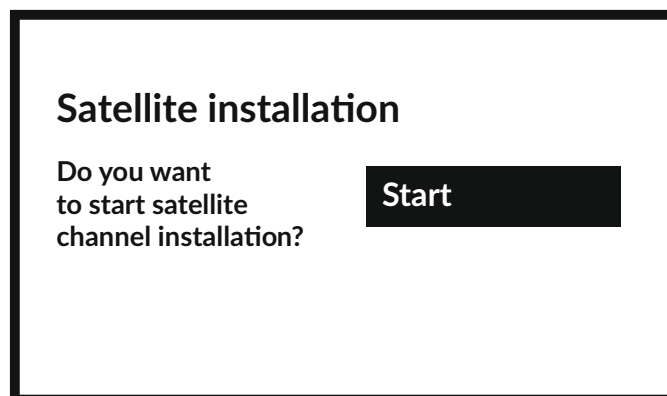 Satellite installation
Do you want
to start satellite
channel installation?
Start